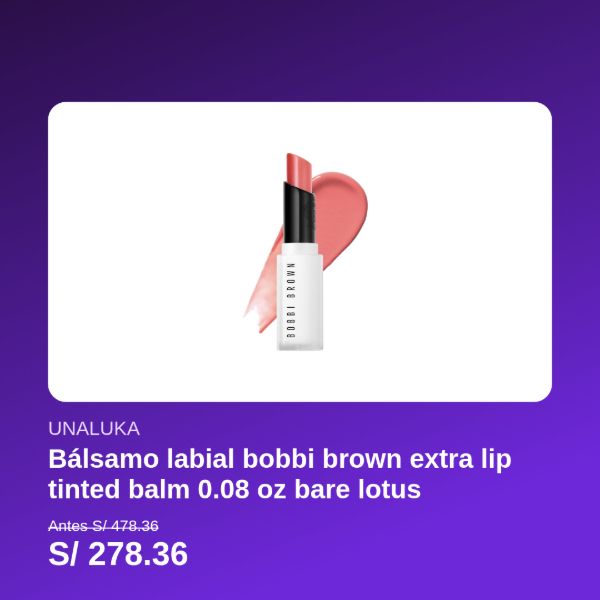 BOBBI BROWN
UNALUKA
Bálsamo labial bobbi brown extra lip
tinted balm 0.08 oz bare lotus
Antes S/ 478.36
S/ 278.36